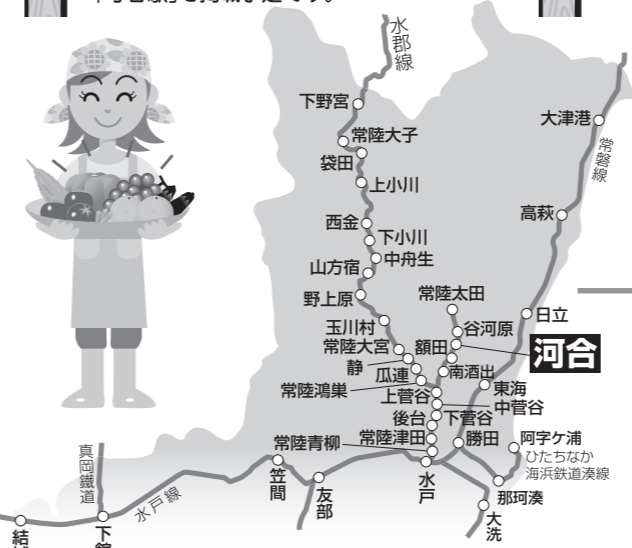 水郡線
下野宮
常陸大子
袋田
上小川
西金
下小川
中舟生
山方宿
野上原
玉川村
常陸大宮
静
瓜連
常陸鴻巣
常陸太田
谷河原
額田
河合
南酒出
上菅谷
中菅谷
後台
下菅谷
常陸津田
常陸青柳
水戸
大津港
常磐線
高萩
日立
東海
勝田
阿字ケ浦
ひたちなか
海浜鉄道湊線
那珂湊
大洗
笠間
友部
真岡鐵道
水戸線
下館
結